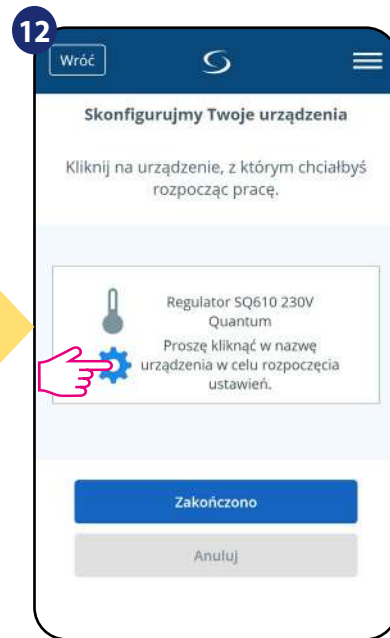 12
Wróć
Skonfigurujmy Twoje urządzenia
Kliknij na urządzenie, z którym chciałbyś
rozpocząc pracę.
Regulator SQ610 230V
Quantum
Proszę kliknąć w nazwę
urządzenia w celu rozpoczęcia
ustawień.
Zakończono
Anuluj